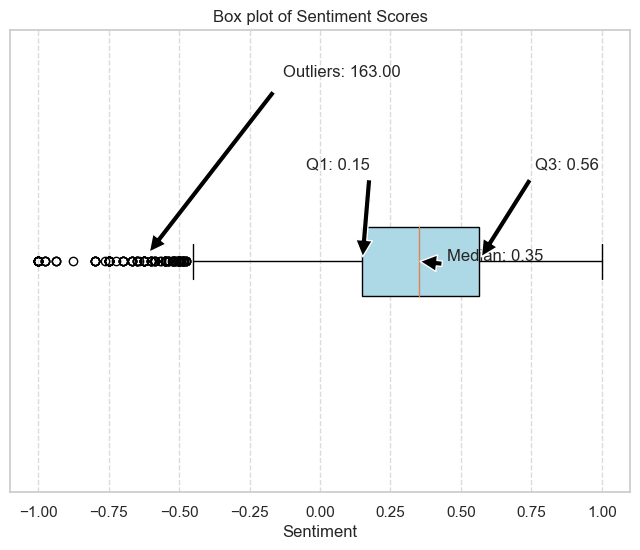 Box plot of Sentiment Scores
Outliers: 163.00
Q1: 0.15
Q3: 0.56
Median: 0.35
−1.00 −0.75 −0.50 −0.25 0.00 0.25 0.50 0.75 1.00
Sentiment